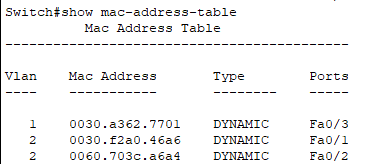 Switch#show mac-address-table
Mac Address Table
-------------------------------------------
Vlan    Mac Address       Type        Ports
----    -----------       --------    -----
1    0030.a362.7701    DYNAMIC     Fa0/3
2    0030.f2a0.46a6    DYNAMIC     Fa0/1
2    0060.703c.a6a4    DYNAMIC     Fa0/2